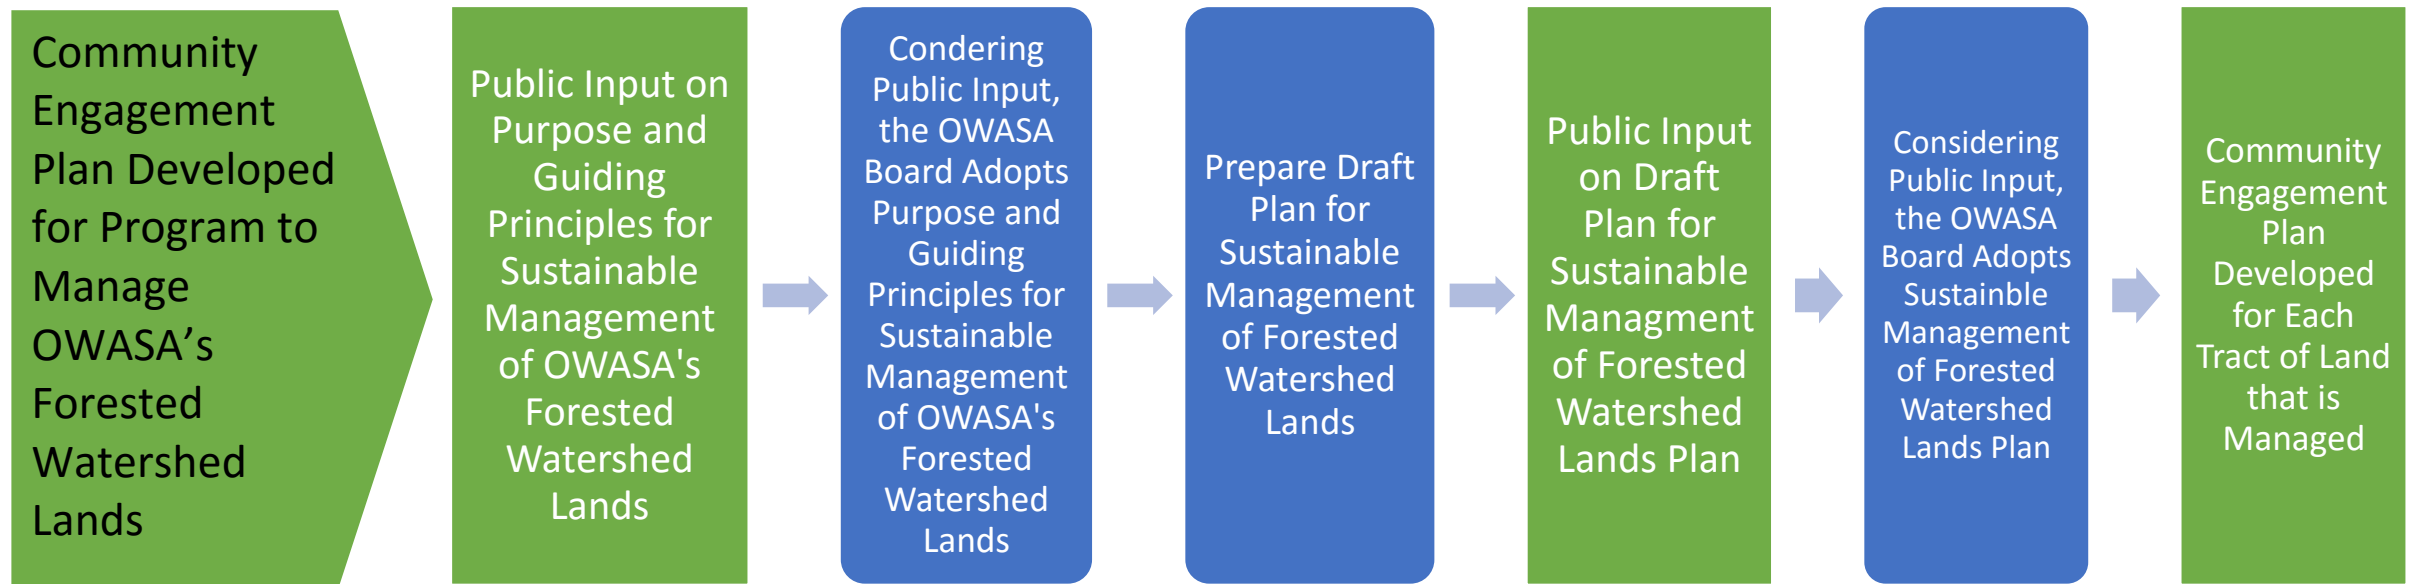 Community
Engagement
Plan Developed
for Program to
Manage
OWASA’s
Forested
Watershed
Lands
Public Input on
Purpose and
Guiding
Principles for
Sustainable
Management
of OWASA's
Forested
Watershed
Lands
Condering
Public Input,
the OWASA
Board Adopts
Purpose and
Guiding
Principles for
Sustainable
Management
of OWASA's
Forested
Watershed
Lands
Prepare Draft
Plan for
Sustainable
Management
of Forested
Watershed
Lands
Public Input
on Draft
Plan for
Sustainable
Managment
of Forested
Watershed
Lands Plan
Considering
Public Input,
the OWASA
Board Adopts
Sustainble
Management
of Forested
Watershed
Lands Plan
Community
Engagement
Plan
Developed
for Each
Tract of Land
that is
Managed